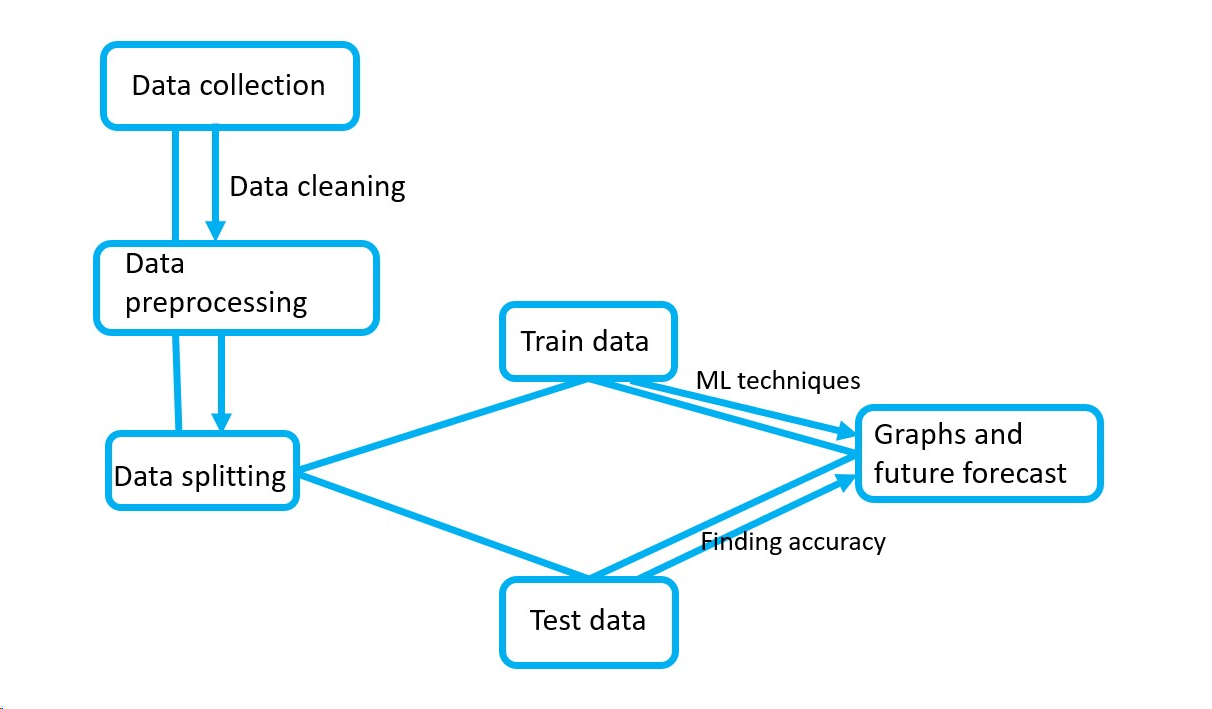 Data collection
Data cleaning
Data
preprocessing
Data splitting
Train data
ML techniques
Graphs and
future forecast
Finding accuracy
Test data